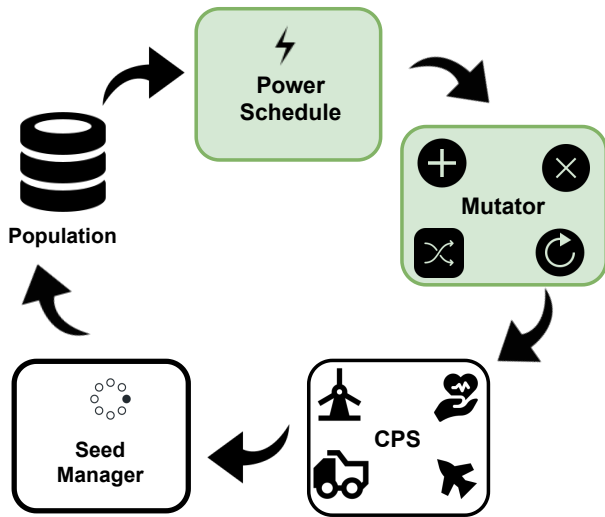 Power
Schedule
Mutator
Population
CPS
Seed
Manager